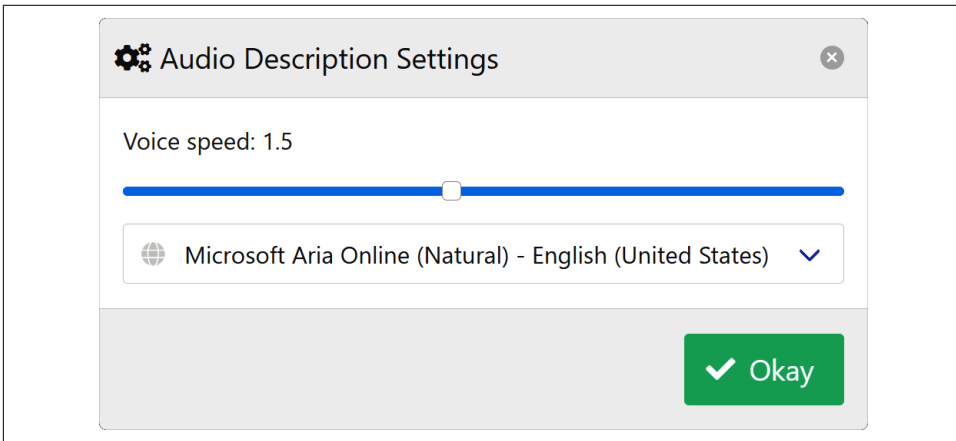 Audio Description Settings
Voice speed: 1.5
Microsoft Aria Online (Natural) - English (United States)
Okay